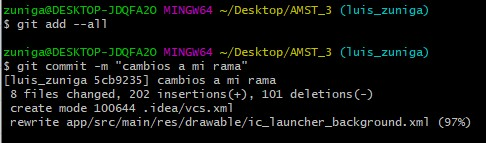 zuniga@DESKTOP-JDQFA2O MINGW64 ~/Desktop/AMST_3 (luis_zuniga)
$ git add --all
zuniga@DESKTOP-JDQFA2O MINGW64 ~/Desktop/AMST_3 (luis_zuniga)
$ git commit -m "cambios a mi rama"
[luis_zuniga 5cb9235] cambios a mi rama
8 files changed, 202 insertions(+), 101 deletions(-)
create mode 100644 .idea/vcs.xml
rewrite app/src/main/res/drawable/ic_launcher_background.xml (97%)